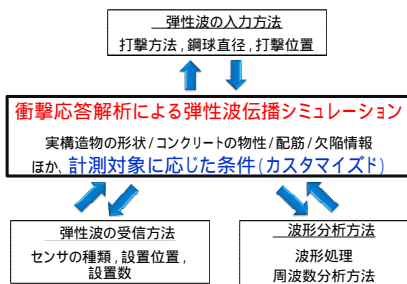 弾性波の入力方法
打撃方法，鋼球直径，打撃位置
衝撃応答解析による弾性波伝播シミュレーション
実構造物の形状/コンクリートの物性/配筋/欠陥情報
ほか、計測対象に応じた条件(カスタマイズド)
弾性波の受信方法
センサの種類，設置位置，
設置数
波形分析方法
波形処理
周波数分析方法